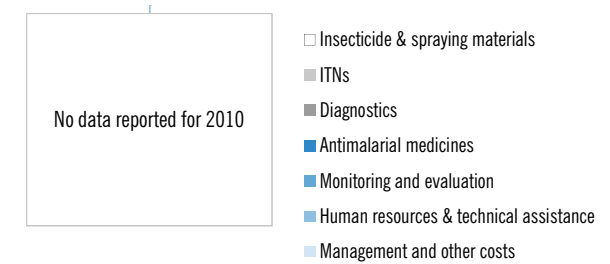 No data reported for 2010
Insecticide & spraying materials
ITNs
Diagnostics
Antimalarial medicines
Monitoring and evaluation
Human resources & technical assistance
Management and other costs